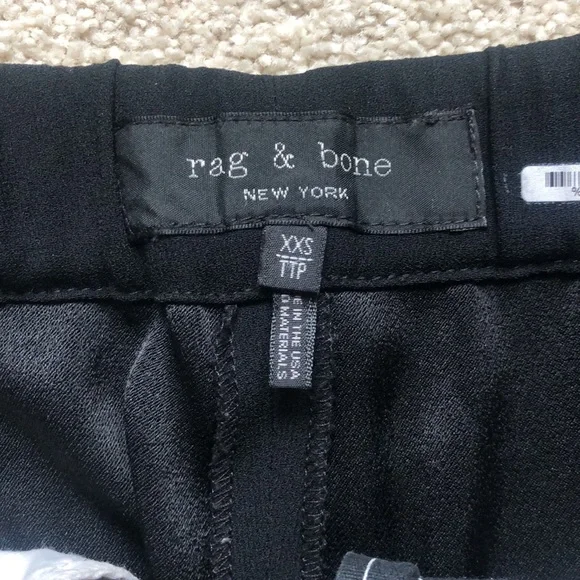 rag & bone
NEW YORK
XXS
TTP
E IN THE USA
MATERIALS